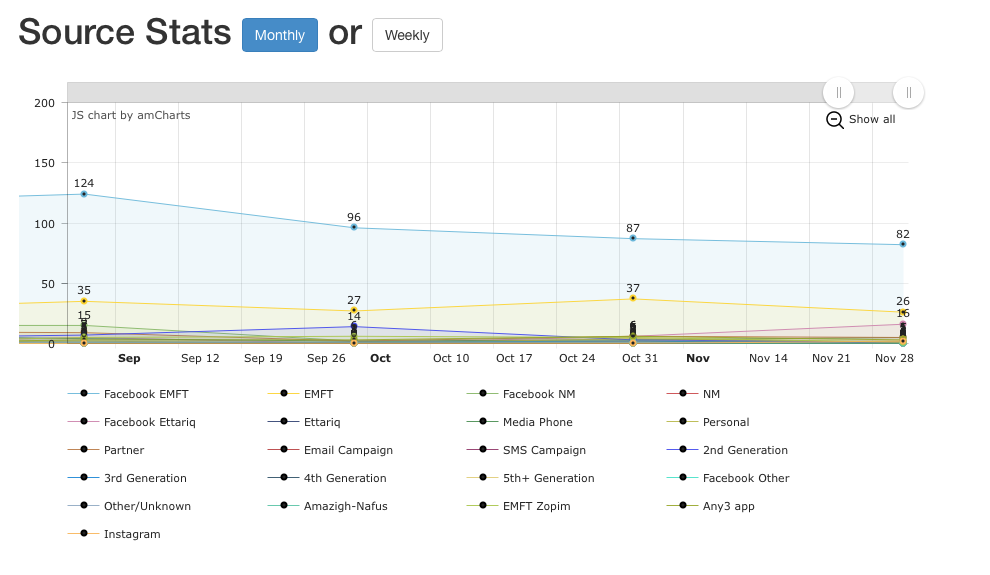 Source Stats Monthly or Weekly
200
JS chart by amCharts
Show all
150
124
100
96
87
82
50
35
27
37
26
15
14
16
6
0
Sep Sep 12 Sep 19 Sep 26 Oct Oct 10 Oct 17 Oct 24 Oct 31 Nov Nov 14 Nov 21 Nov 28
Facebook EMFT EMFT Facebook NM NM
Facebook Ettariq Ettariq Media Phone Personal
Partner Email Campaign SMS Campaign 2nd Generation
3rd Generation 4th Generation 5th+ Generation Facebook Other
Other/Unknown Amazigh-Nafus EMFT Zopim Any3 app
Instagram